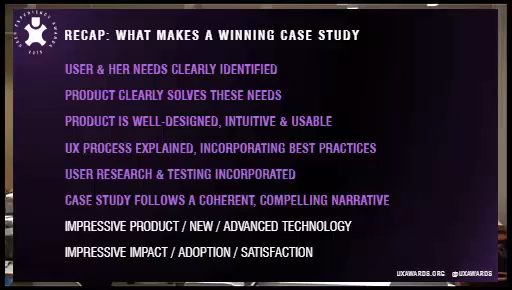 RECAP: WHAT MAKES A WINNING CASE STUDY
USER & HER NEEDS CLEARLY IDENTIFIED
PRODUCT CLEARLY SOLVES THESE NEEDS
PRODUCT IS WELL-DESIGNED, INTUITIVE & USABLE
UX PROCESS EXPLAINED, INCORPORATING BEST PRACTICES
USER RESEARCH & TESTING INCORPORATED
CASE STUDY FOLLOWS A COHERENT, COMPELLING NARRATIVE
IMPRESSIVE PRODUCT / NEW / ADVANCED TECHNOLOGY
IMPRESSIVE IMPACT / ADOPTION / SATISFACTION
UXAWARDS.ORG @UXAWARDS